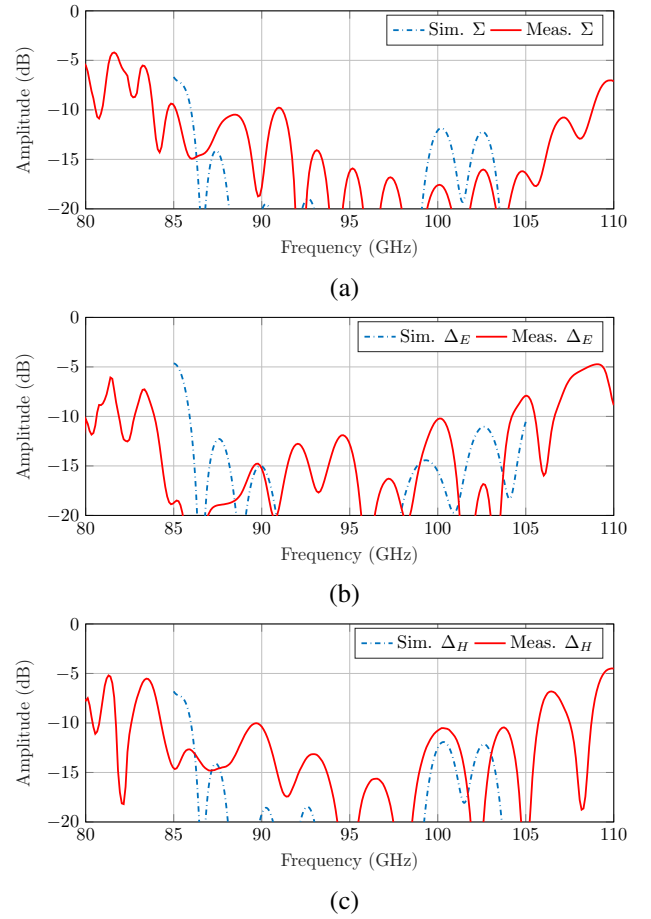 0
−5
−10
−15
−20
Amplitude (dB)
Sim. Σ Meas. Σ
80 85 90 95 100 105 110
Frequency (GHz)
(a)
0
−5
−10
−15
−20
Amplitude (dB)
Sim. Δ_E Meas. Δ_E
80 85 90 95 100 105 110
Frequency (GHz)
(b)
0
−5
−10
−15
−20
Amplitude (dB)
Sim. Δ_H Meas. Δ_H
80 85 90 95 100 105 110
Frequency (GHz)
(c)